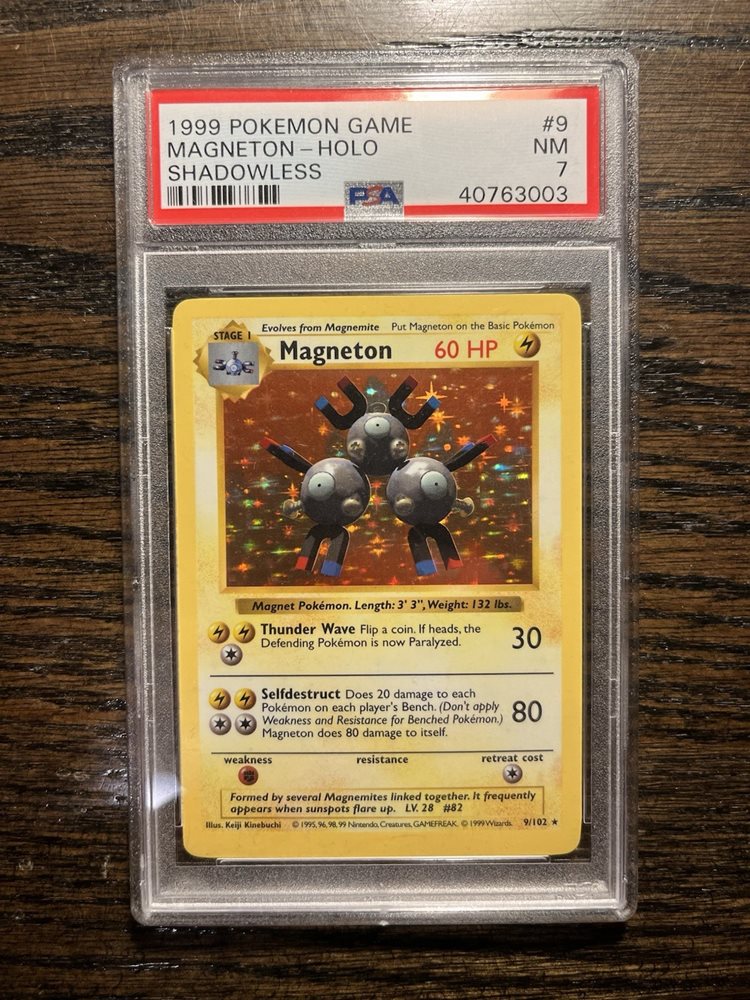 1999 POKEMON GAME #9
MAGNETON - HOLO NM
SHADOWLESS 7
PSA 40763003
STAGE 1 Evolves from Magnemite Put Magneton on the Basic Pokémon
Magneton 60 HP
Magnet Pokémon. Length: 3' 3", Weight: 132 lbs.
Thunder Wave Flip a coin. If heads, the
Defending Pokémon is now Paralyzed.
30
Selfdestruct Does 20 damage to each
Pokémon on each player's Bench. (Don't apply
Weakness and Resistance for Benched Pokémon.)
Magneton does 80 damage to itself.
80
weakness resistance retreat cost
Formed by several Magnemites linked together. It frequently
appears when sunspots flare up. LV. 28 #82
Illus. Keiji Kinebuchi © 1995, 96, 98, 99 Nintendo, Creatures, GAMEFREAK. © 1999 Wizards. 9/102 ★